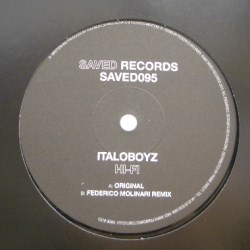 SAVED RECORDS
SAVED095
ITALOBOYZ
HI-FI
A: ORIGINAL
B: FEDERICO MOLINARI REMIX